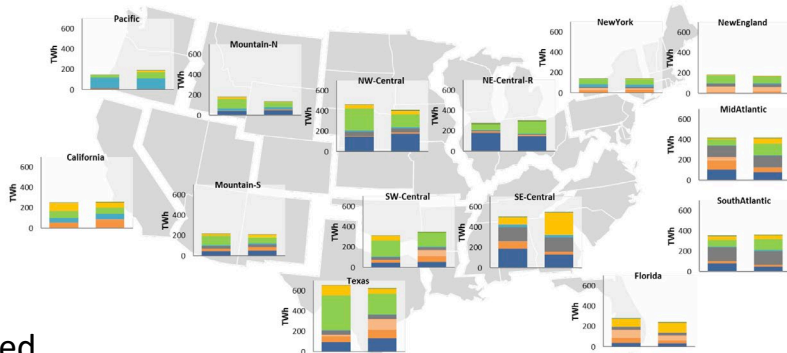 Pacific
TWh
600
400
200
0
Mountain-N
TWh
600
400
200
0
NW-Central
TWh
600
400
200
0
NE-Central-R
TWh
600
400
200
0
NewYork
TWh
600
400
200
0
NewEngland
TWh
600
400
200
0
MidAtlantic
TWh
600
400
200
0
California
TWh
600
400
200
0
Mountain-S
TWh
600
400
200
0
SW-Central
TWh
600
400
200
0
SE-Central
TWh
600
400
200
0
SouthAtlantic
TWh
600
400
200
0
Texas
TWh
600
400
200
0
Florida
TWh
600
400
200
0